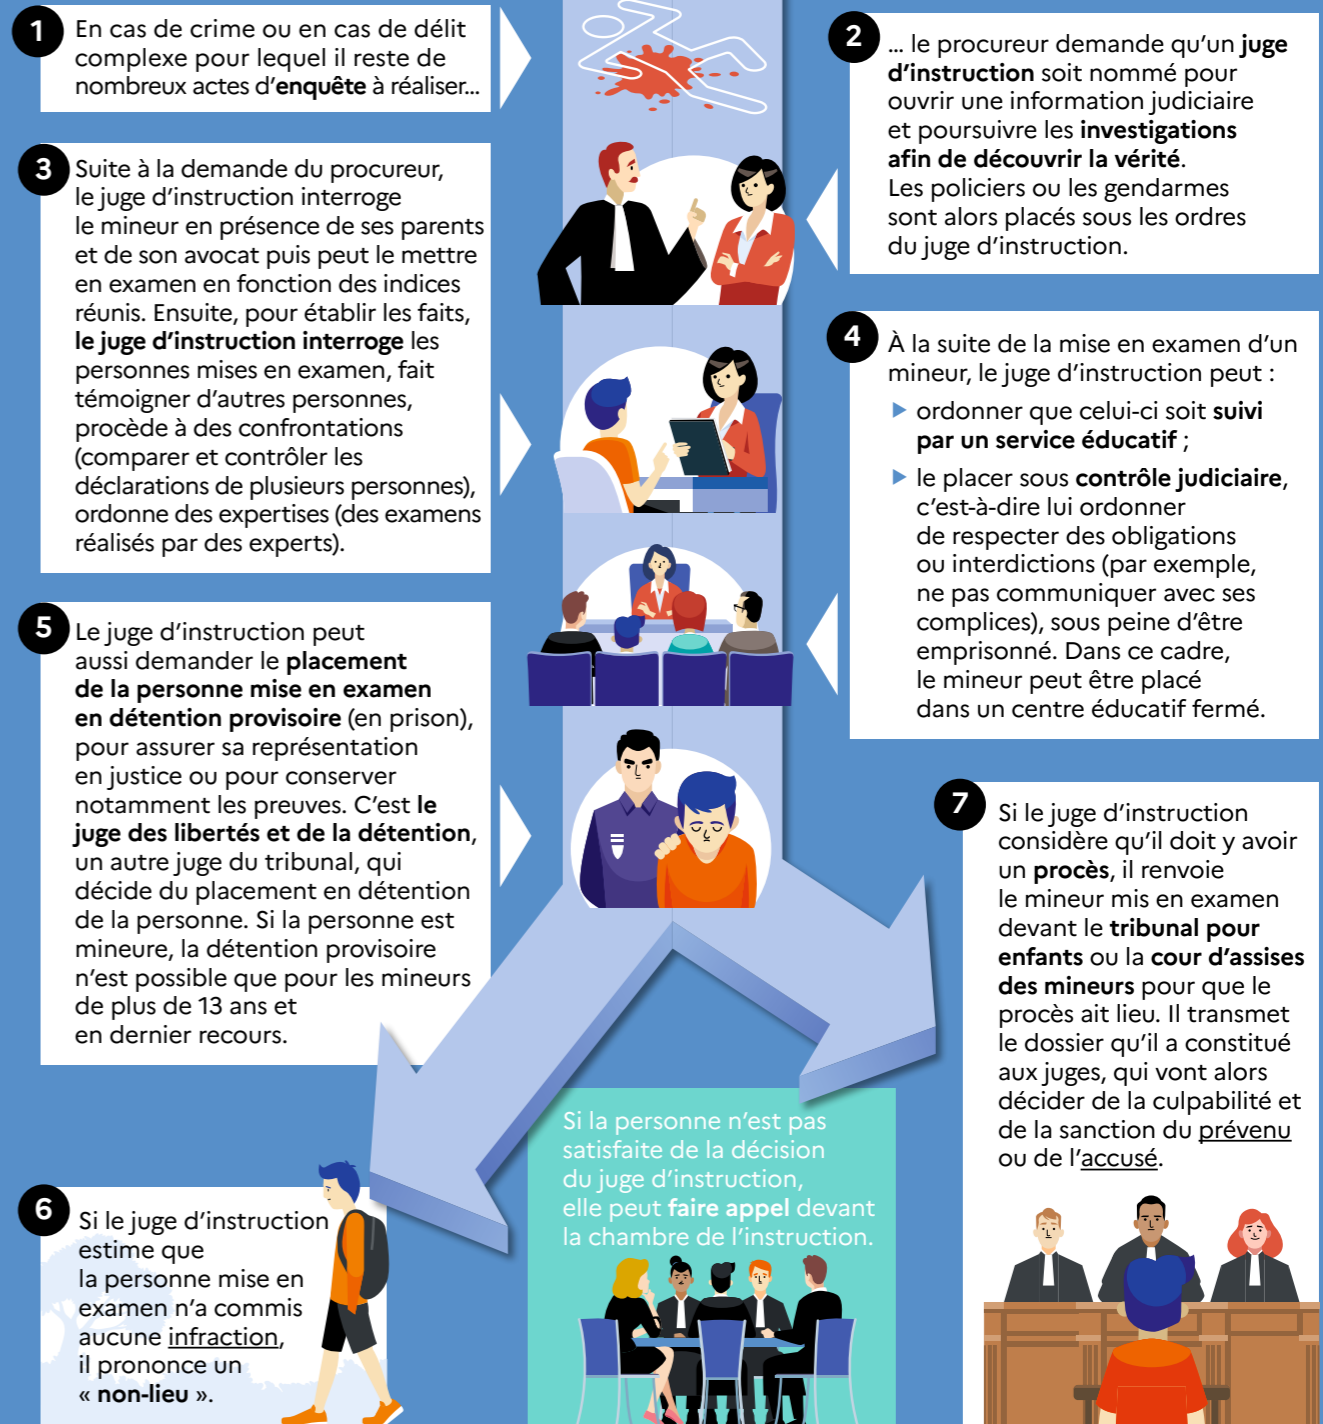 1
En cas de crime ou en cas de délit
complexe pour lequel il reste de
nombreux actes d’enquête à réaliser...
2
... le procureur demande qu’un juge
d’instruction soit nommé pour
ouvrir une information judiciaire
et poursuivre les investigations
afin de découvrir la vérité.
Les policiers ou les gendarmes
sont alors placés sous les ordres
du juge d’instruction.
3
Suite à la demande du procureur,
le juge d’instruction interroge
le mineur en présence de ses parents
et de son avocat puis peut le mettre
en examen en fonction des indices
réunis. Ensuite, pour établir les faits,
le juge d’instruction interroge les
personnes mises en examen, fait
témoigner d’autres personnes,
procède à des confrontations
(comparer et contrôler les
déclarations de plusieurs personnes),
ordonne des expertises (des examens
réalisés par des experts).
4
À la suite de la mise en examen d’un
mineur, le juge d’instruction peut :
▶ ordonner que celui-ci soit suivi
par un service éducatif ;
▶ le placer sous contrôle judiciaire,
c’est-à-dire lui ordonner
de respecter des obligations
ou interdictions (par exemple,
ne pas communiquer avec ses
complices), sous peine d’être
emprisonné. Dans ce cadre,
le mineur peut être placé
dans un centre éducatif fermé.
5
Le juge d’instruction peut
aussi demander le placement
de la personne mise en examen
en détention provisoire (en prison),
pour assurer sa représentation
en justice ou pour conserver
notamment les preuves. C’est le
juge des libertés et de la détention,
un autre juge du tribunal, qui
décide du placement en détention
de la personne. Si la personne est
mineure, la détention provisoire
n’est possible que pour les mineurs
de plus de 13 ans et
en dernier recours.
6
Si le juge d’instruction
estime que
la personne mise en
examen n’a commis
aucune infraction,
il prononce un
« non-lieu ».
Si la personne n’est pas
satisfaite de la décision
du juge d’instruction,
elle peut faire appel devant
la chambre de l’instruction.
7
Si le juge d’instruction
considère qu’il doit y avoir
un procès, il renvoie
le mineur mis en examen
devant le tribunal pour
enfants ou la cour d’assises
des mineurs pour que le
procès ait lieu. Il transmet
le dossier qu’il a constitué
aux juges, qui vont alors
décider de la culpabilité et
de la sanction du prévenu
ou de l’accusé.